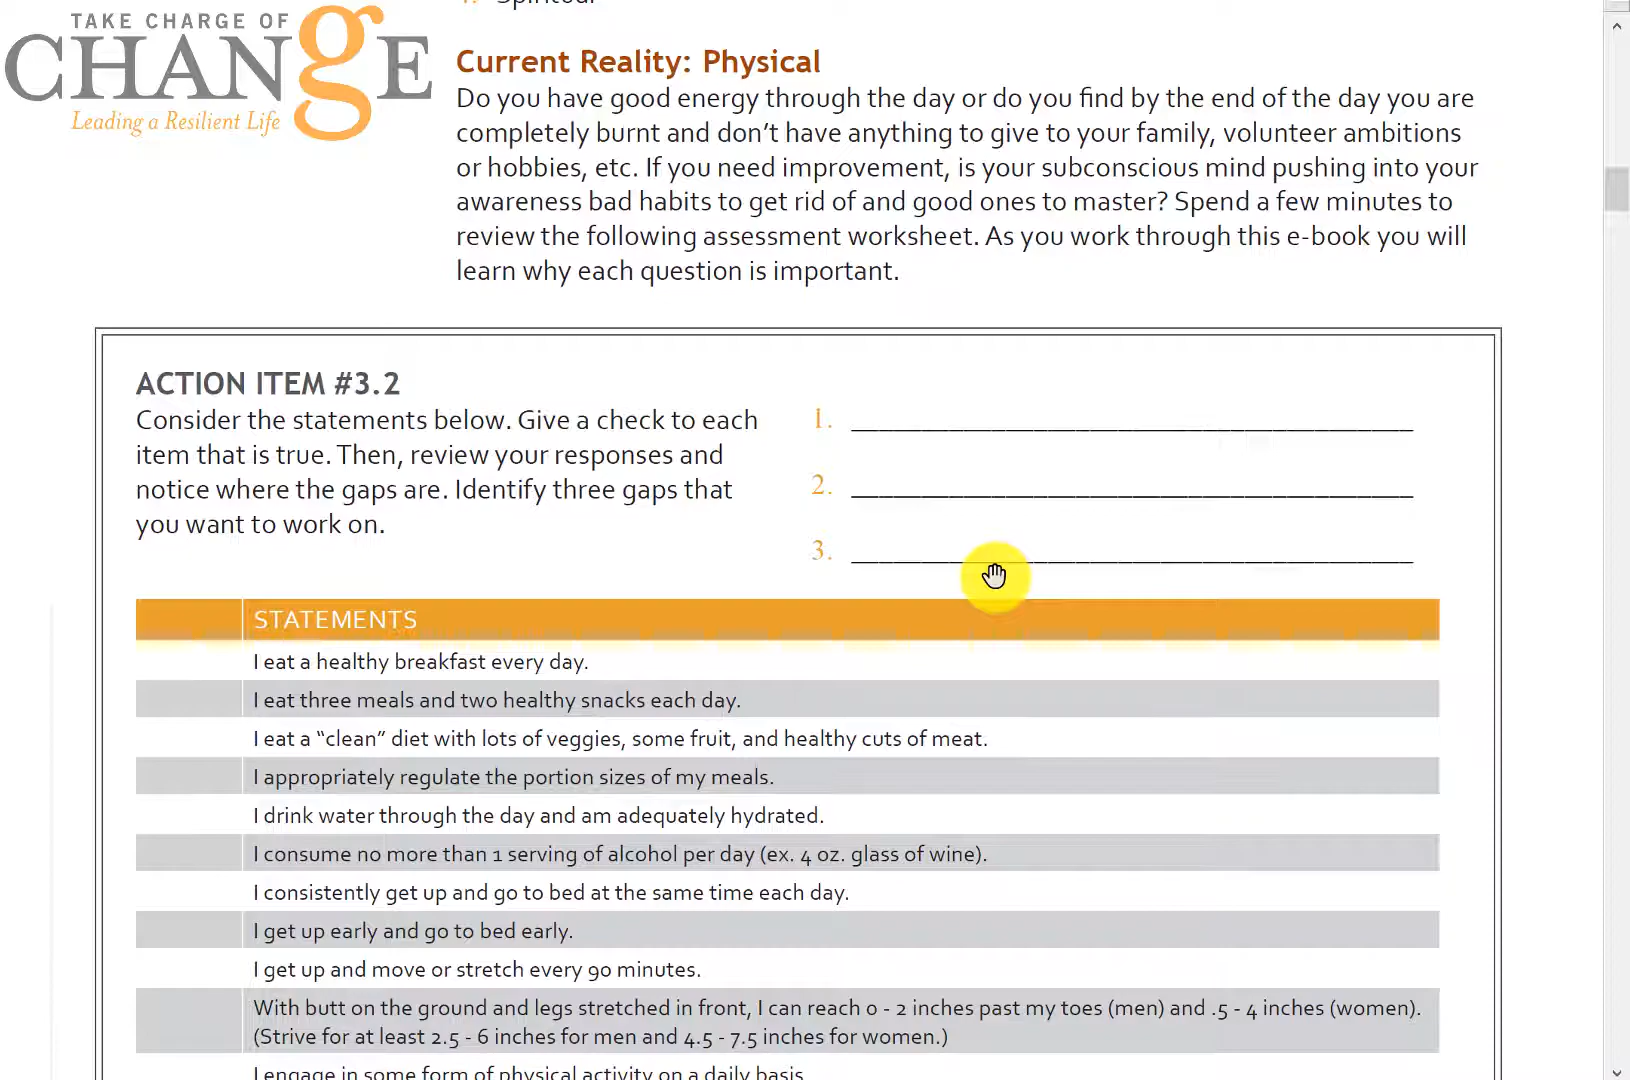 4. Spiritual
TAKE CHARGE OF
CHANgE
Leading a Resilient Life
Current Reality: Physical
Do you have good energy through the day or do you find by the end of the day you are
completely burnt and don’t have anything to give to your family, volunteer ambitions
or hobbies, etc. If you need improvement, is your subconscious mind pushing into your
awareness bad habits to get rid of and good ones to master? Spend a few minutes to
review the following assessment worksheet. As you work through this e-book you will
learn why each question is important.
ACTION ITEM #3.2
Consider the statements below. Give a check to each
item that is true. Then, review your responses and
notice where the gaps are. Identify three gaps that
you want to work on.
1.
2.
3.
STATEMENTS
I eat a healthy breakfast every day.
I eat three meals and two healthy snacks each day.
I eat a “clean” diet with lots of veggies, some fruit, and healthy cuts of meat.
I appropriately regulate the portion sizes of my meals.
I drink water through the day and am adequately hydrated.
I consume no more than 1 serving of alcohol per day (ex. 4 oz. glass of wine).
I consistently get up and go to bed at the same time each day.
I get up early and go to bed early.
I get up and move or stretch every 90 minutes.
With butt on the ground and legs stretched in front, I can reach 0 - 2 inches past my toes (men) and .5 - 4 inches (women).
(Strive for at least 2.5 - 6 inches for men and 4.5 - 7.5 inches for women.)
I engage in some form of physical activity on a daily basis.